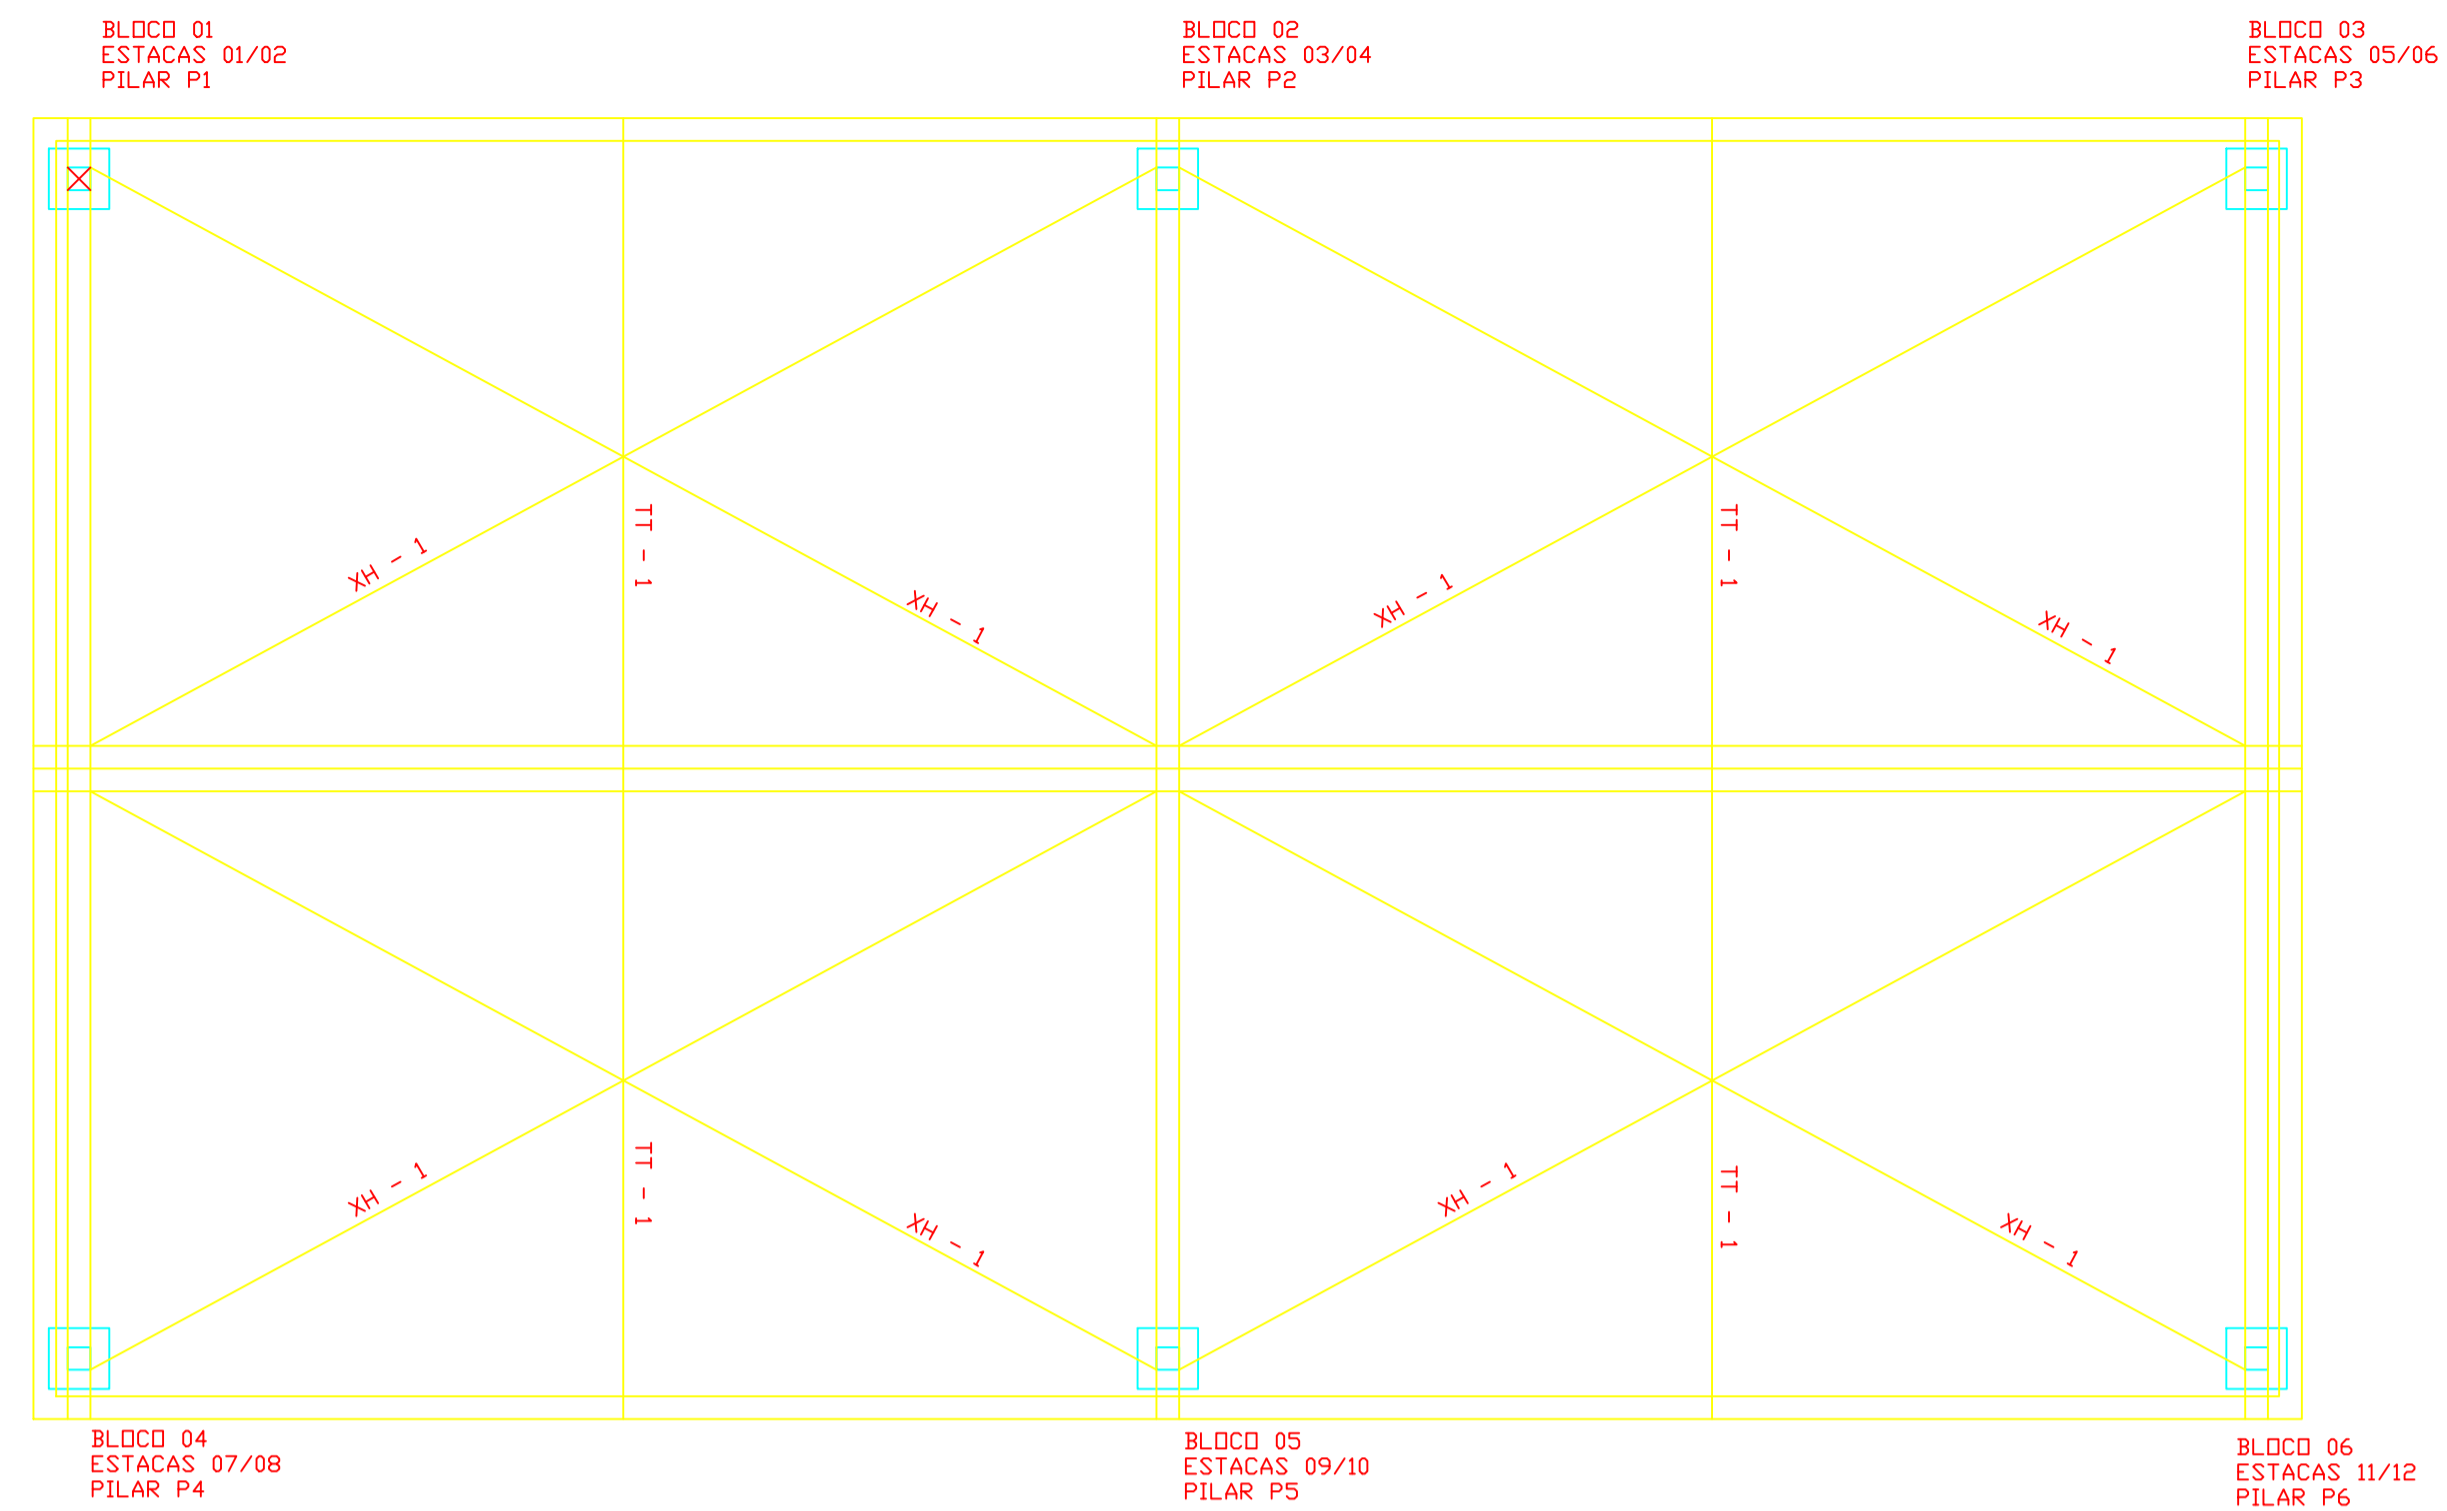 BLOCO 01
ESTACAS 01/02
PILAR P1
BLOCO 02
ESTACAS 03/04
PILAR P2
BLOCO 03
ESTACAS 05/06
PILAR P3
XH - 1
TT - 1
XH - 1
XH - 1
TT - 1
XH - 1
XH - 1
TT - 1
XH - 1
XH - 1
TT - 1
XH - 1
BLOCO 04
ESTACAS 07/08
PILAR P4
BLOCO 05
ESTACAS 09/10
PILAR P5
BLOCO 06
ESTACAS 11/12
PILAR P6